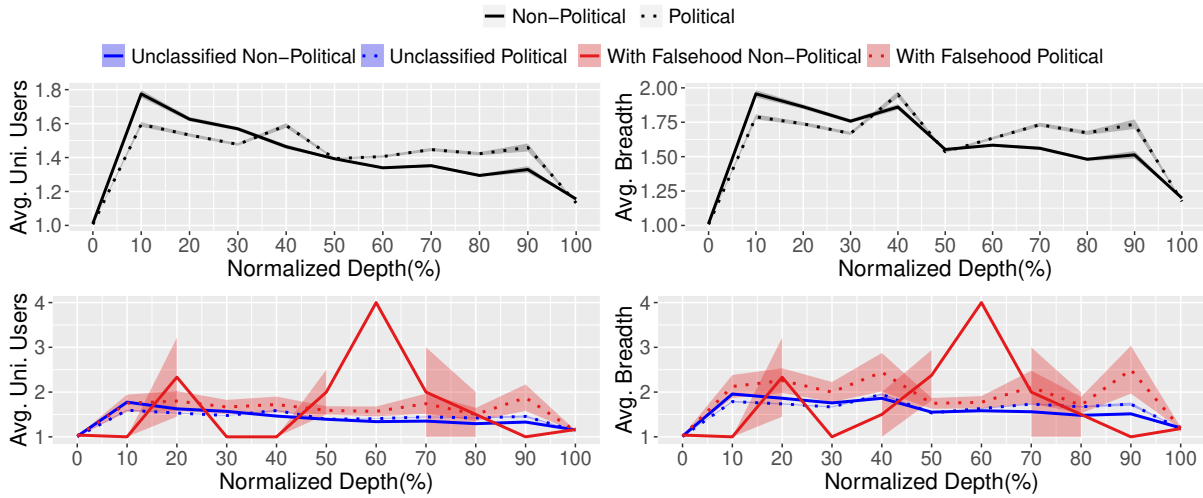 Non−Political Political
Unclassified Non−Political Unclassified Political With Falsehood Non−Political With Falsehood Political
Avg. Uni. Users
1.8
1.6
1.4
1.2
1.0
0 10 20 30 40 50 60 70 80 90 100
Normalized Depth(%)
Avg. Breadth
2.00
1.75
1.50
1.25
1.00
0 10 20 30 40 50 60 70 80 90 100
Normalized Depth(%)
Avg. Uni. Users
4
3
2
1
0 10 20 30 40 50 60 70 80 90 100
Normalized Depth(%)
Avg. Breadth
4
3
2
1
0 10 20 30 40 50 60 70 80 90 100
Normalized Depth(%)